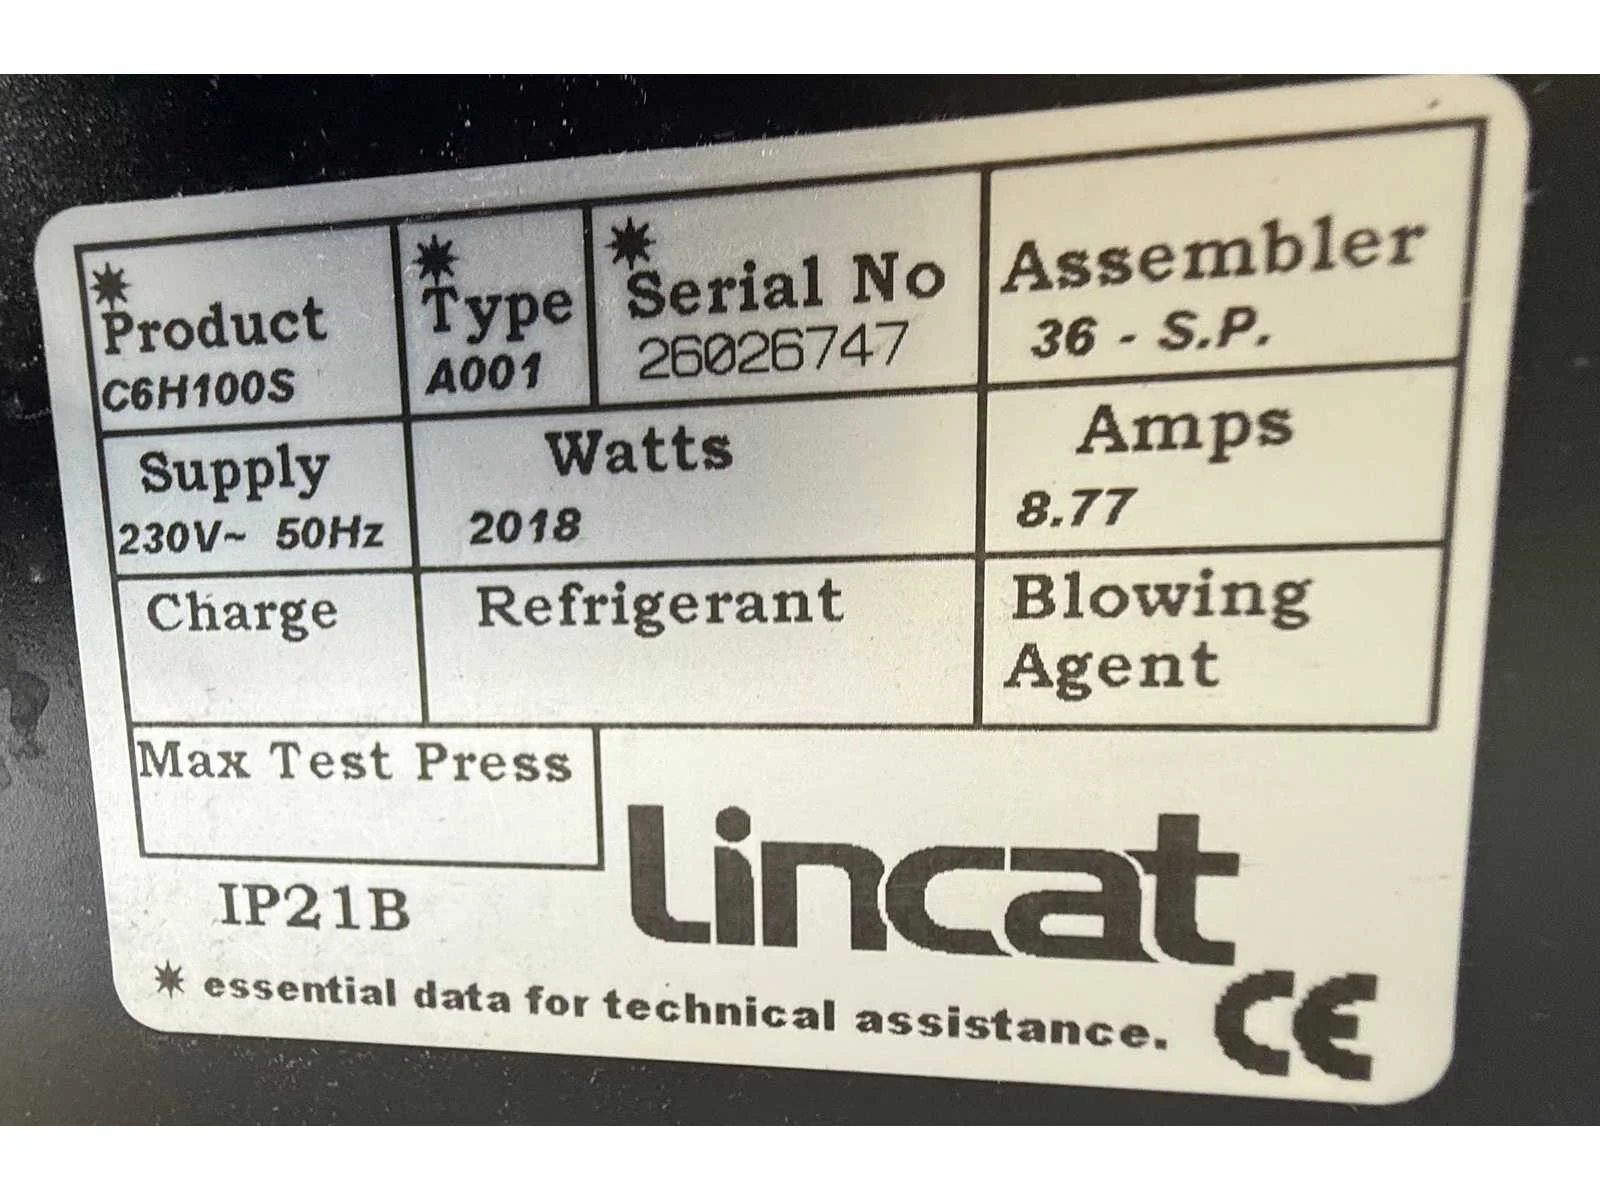 * Product
C6H100S
* Type
A001
* Serial No
26026747
Assembler
36 - S.P.
Supply
230V~ 50Hz
Watts
2018
Amps
8.77
Charge
Refrigerant
Blowing
Agent
Max Test Press
IP21B
Lincat
* essential data for technical assistance.
CE